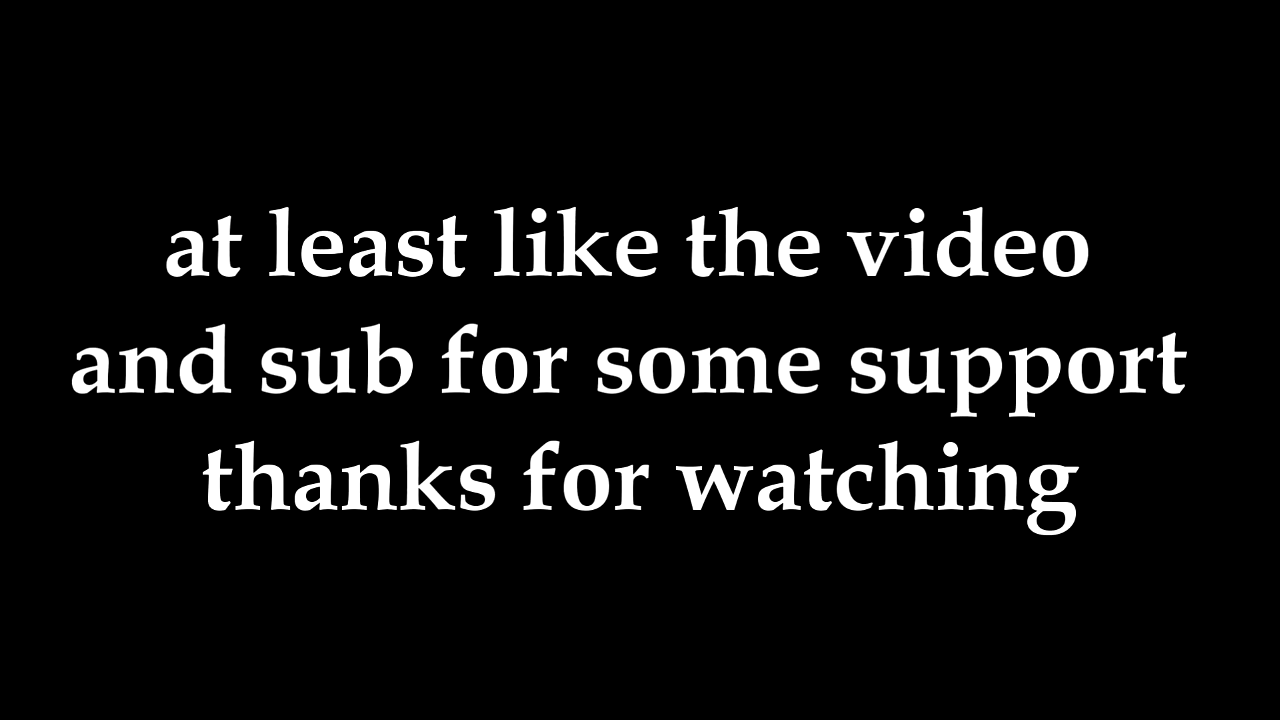 at least like the video
and sub for some support
thanks for watching